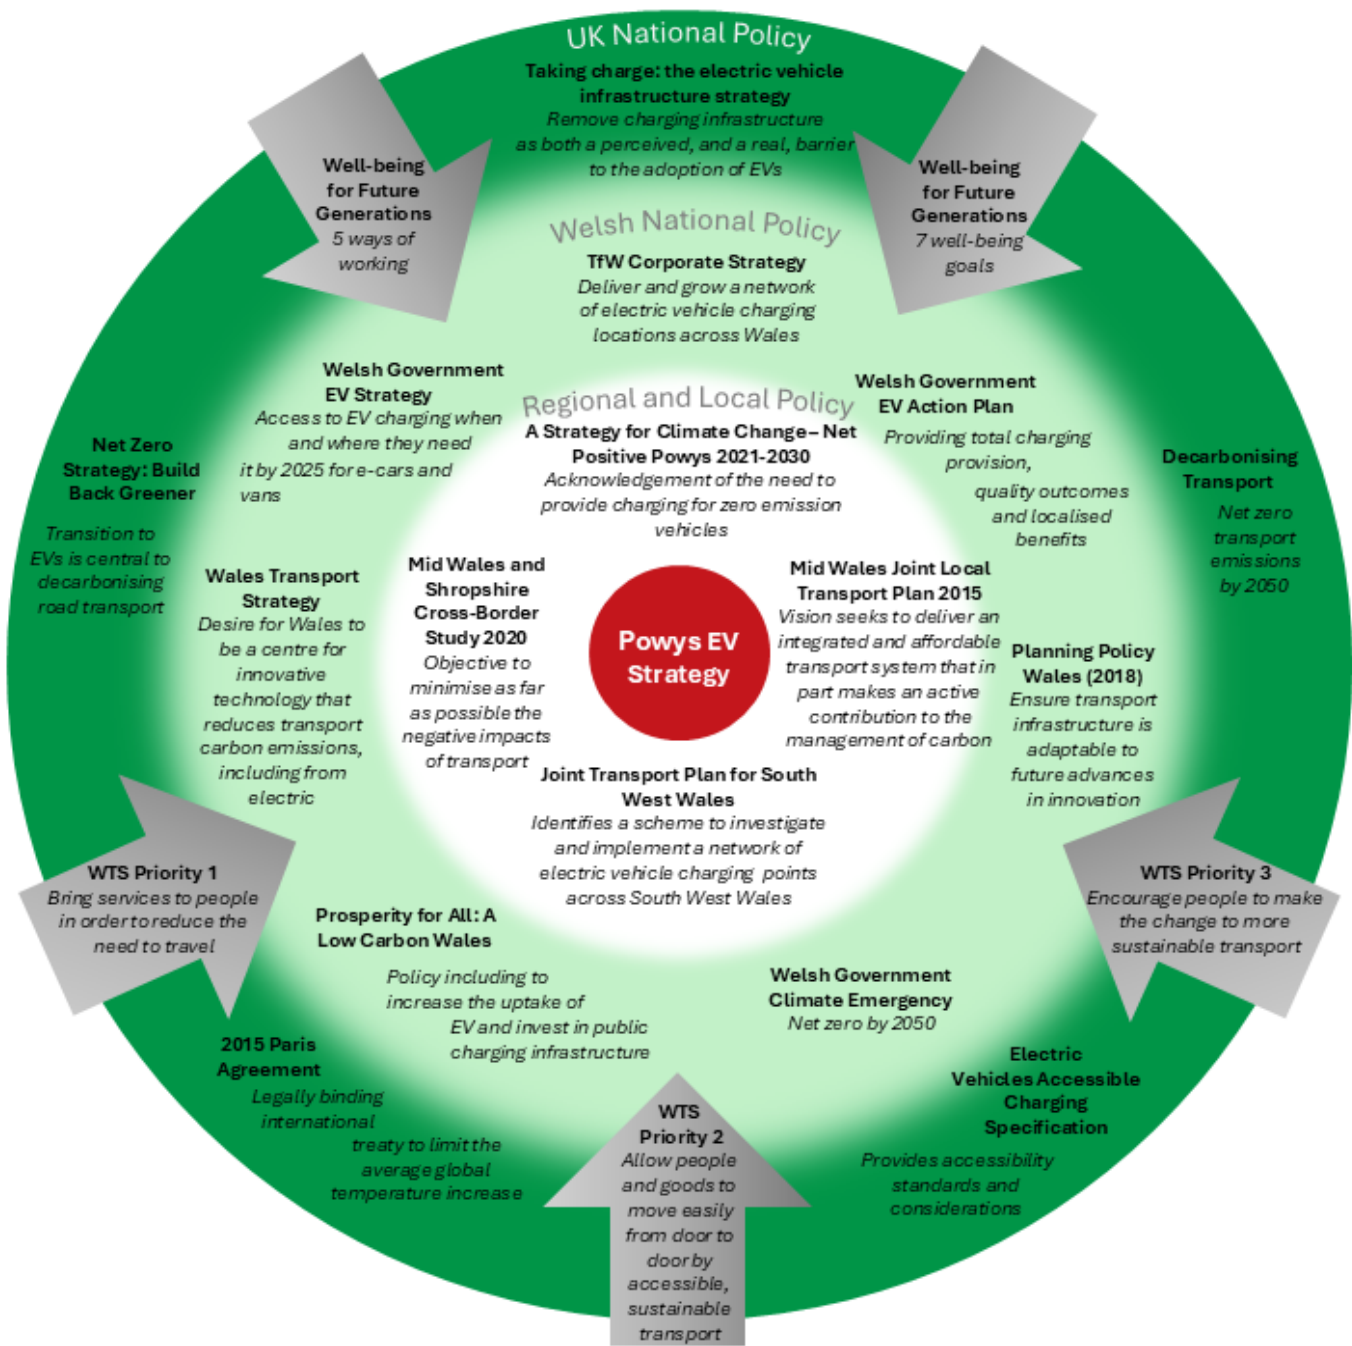 UK National Policy
Taking charge: the electric vehicle
infrastructure strategy
Remove charging infrastructure
as both a perceived, and a real, barrier
to the adoption of EVs
Well-being
for Future
Generations
5 ways of
working
Well-being
for Future
Generations
7 well-being
goals
Welsh National Policy
TfW Corporate Strategy
Deliver and grow a network
of electric vehicle charging
locations across Wales
Welsh Government
EV Strategy
Access to EV charging when
and where they need
it by 2025 for e-cars and
vans
Welsh Government
EV Action Plan
Providing total charging
provision,
quality outcomes
and localised
benefits
Regional and Local Policy
A Strategy for Climate Change – Net
Positive Powys 2021-2030
Acknowledgement of the need to
provide charging for zero emission
vehicles
Net Zero
Strategy: Build
Back Greener
Transition to
EVs is central to
decarbonising
road transport
Decarbonising
Transport
Net zero
transport
emissions
by 2050
Wales Transport
Strategy
Desire for Wales to
be a centre for
innovative
technology that
reduces transport
carbon emissions,
including from
electric
Mid Wales and
Shropshire
Cross-Border
Study 2020
Objective to
minimise as far
as possible the
negative impacts
of transport
Powys EV
Strategy
Mid Wales Joint Local
Transport Plan 2015
Vision seeks to deliver an
integrated and affordable
transport system that in
part makes an active
contribution to the
management of carbon
Planning Policy
Wales (2018)
Ensure transport
infrastructure is
adaptable to
future advances
in innovation
Joint Transport Plan for South
West Wales
Identifies a scheme to investigate
and implement a network of
electric vehicle charging points
across South West Wales
WTS Priority 1
Bring services to people
in order to reduce the
need to travel
WTS Priority 3
Encourage people to make
the change to more
sustainable transport
Prosperity for All: A
Low Carbon Wales
Policy including to
increase the uptake of
EV and invest in public
charging infrastructure
Welsh Government
Climate Emergency
Net zero by 2050
2015 Paris
Agreement
Legally binding
international
treaty to limit the
average global
temperature increase
Electric
Vehicles Accessible
Charging
Specification
Provides accessibility
standards and
considerations
WTS
Priority 2
Allow people
and goods to
move easily
from door to
door by
accessible,
sustainable
transport